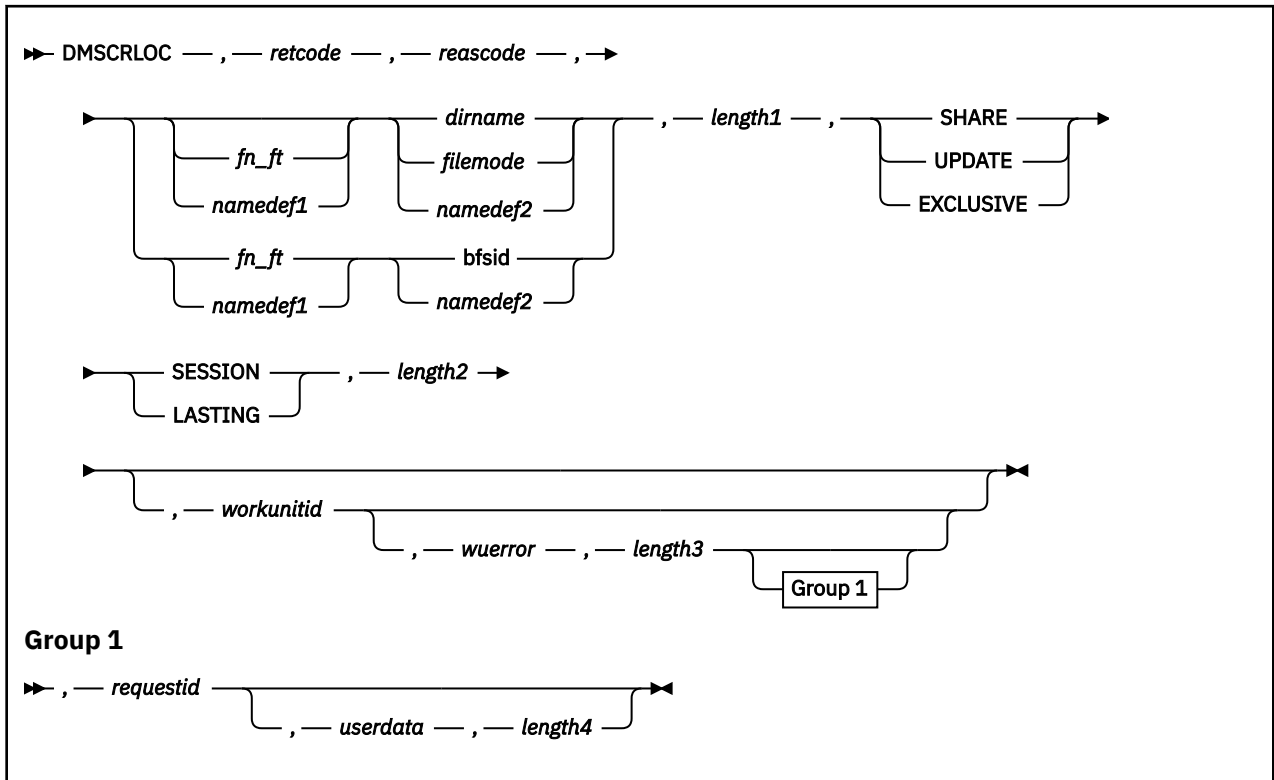 DMSCRLOC , retcode , reascode ,
dirname , length1 , SHARE
fn_ft filemode UPDATE
namedef1 namedef2 EXCLUSIVE
fn_ft bfsid
namedef1 namedef2
SESSION , length2
LASTING
, workunitid
, wuerror , length3
Group 1
Group 1
, requestid
, userdata , length4